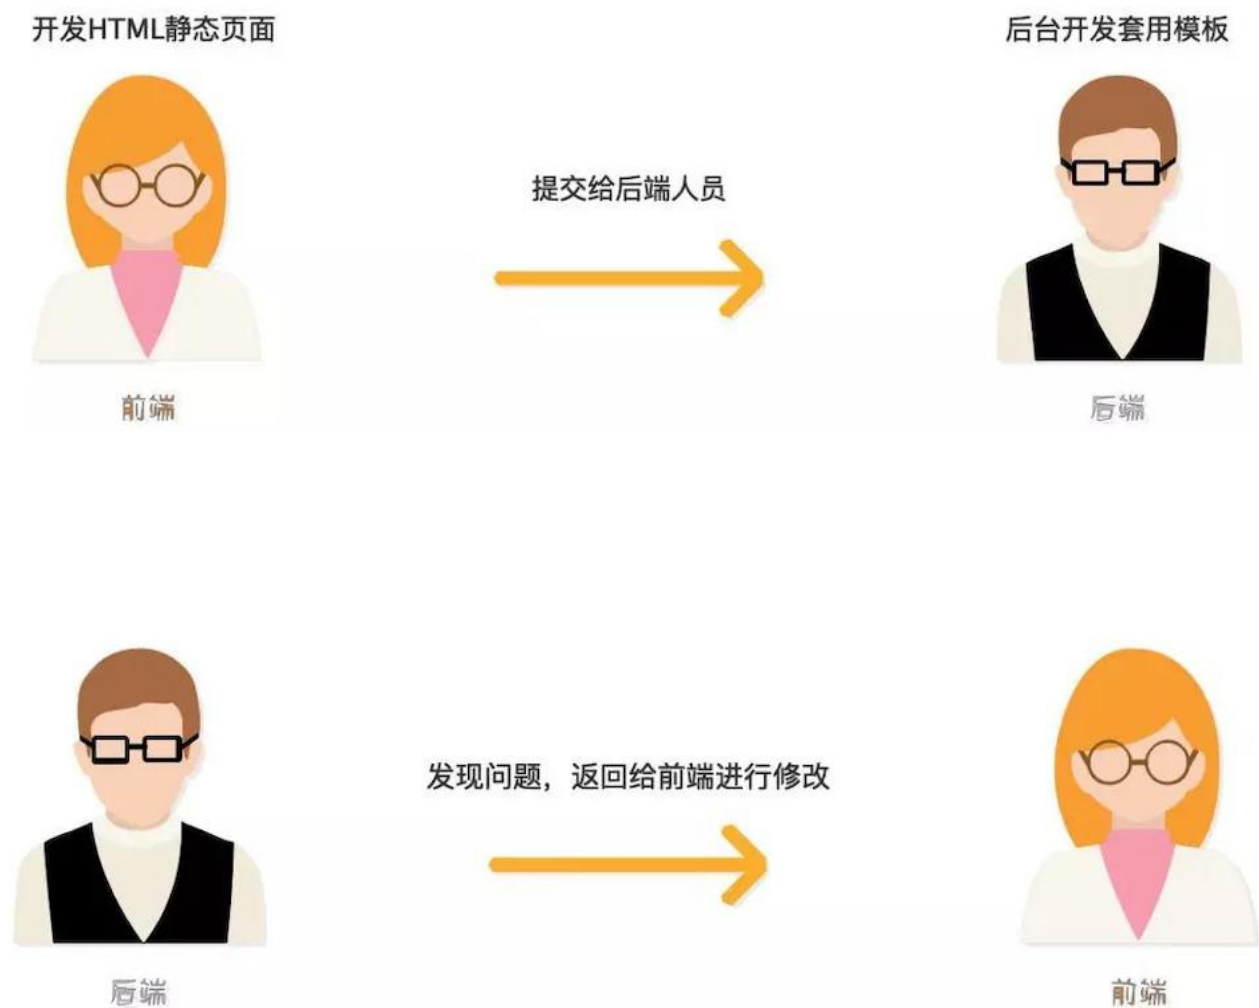 开发HTML静态页面
后台开发套用模板
提交给后端人员
前端
后端
发现问题，返回给前端进行修改
后端
前端